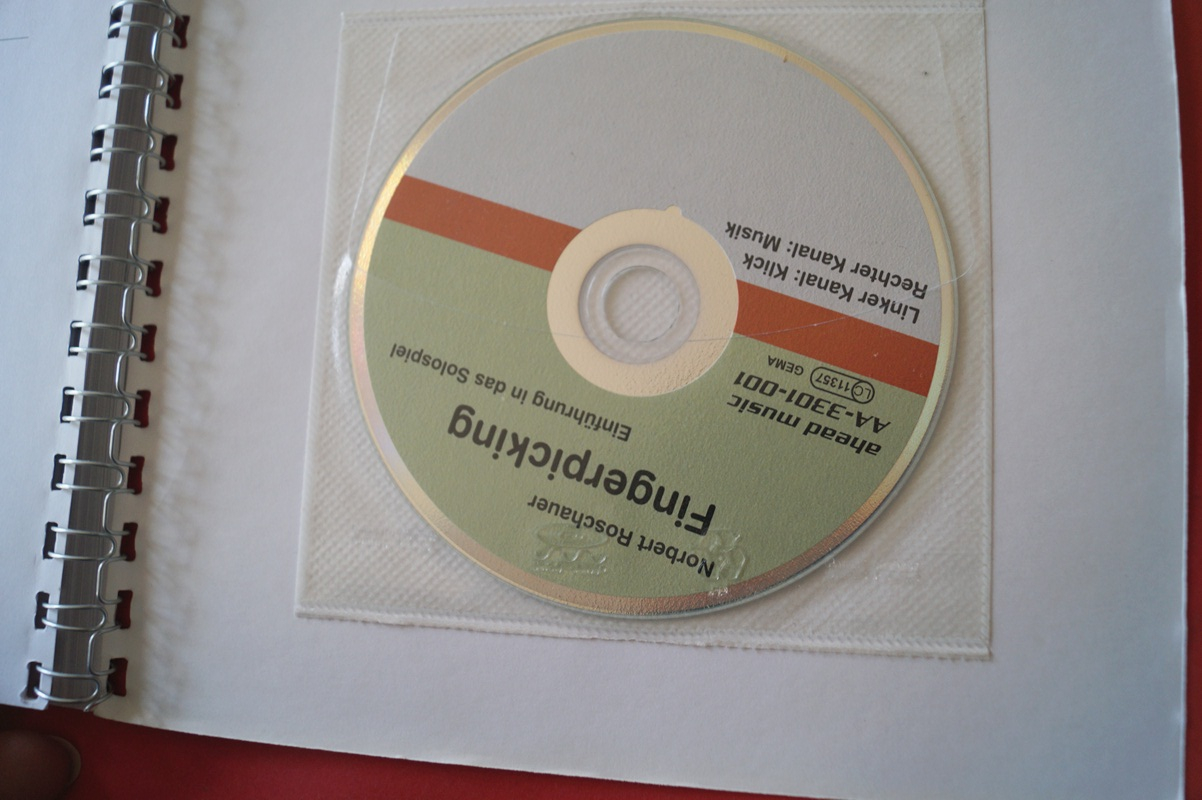 Norbert Roschauer
Fingerpicking
Einführung in das Solospiel
ahead music
AA-3301-001
LC 11357 GEMA
Linker Kanal: Klick
Rechter Kanal: Musik